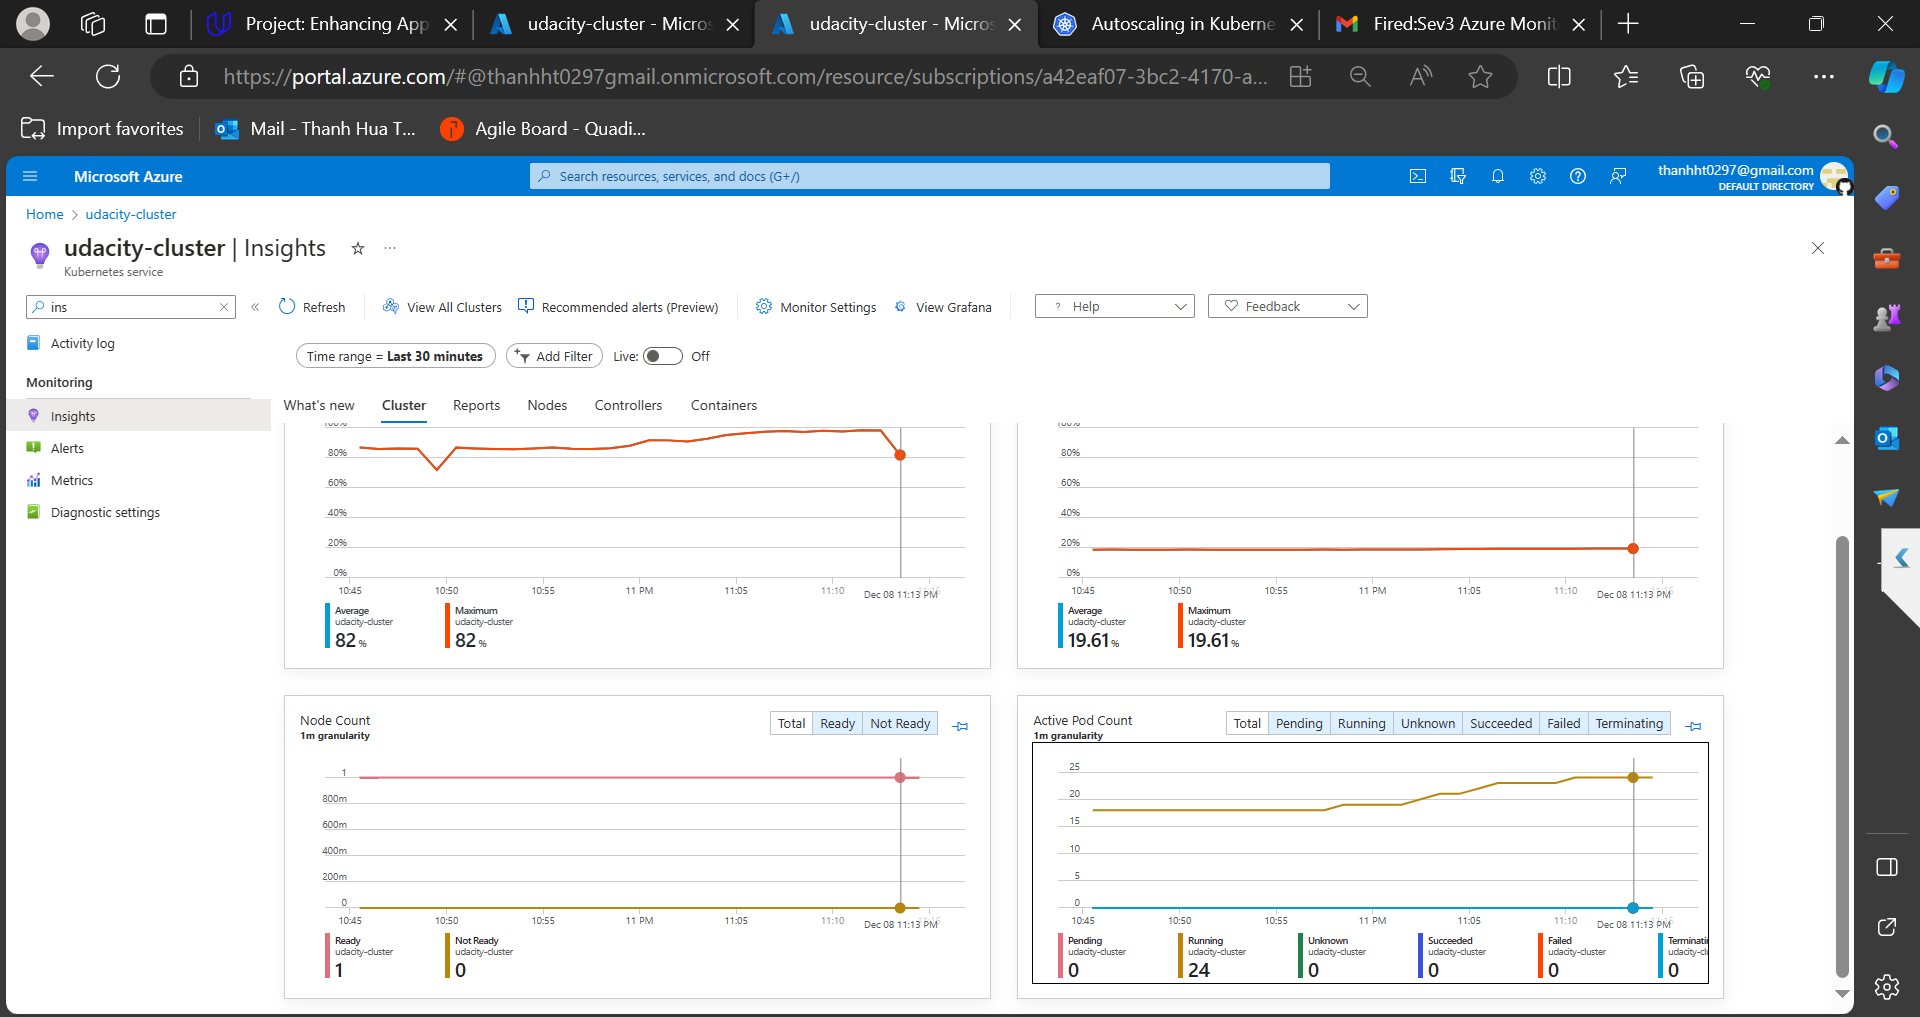 Project: Enhancing App
udacity-cluster - Micros
udacity-cluster - Micros
Autoscaling in Kuberne
Fired:Sev3 Azure Monit
https://portal.azure.com/#@thanhht0297gmail.onmicrosoft.com/resource/subscriptions/a42eaf07-3bc2-4170-a...
Import favorites
Mail - Thanh Hua T...
Agile Board - Quadi...
Microsoft Azure
Search resources, services, and docs (G+/)
thanhht0297@gmail.com
DEFAULT DIRECTORY
Home > udacity-cluster
udacity-cluster | Insights
Kubernetes service
ins
Refresh
View All Clusters
Recommended alerts (Preview)
Monitor Settings
View Grafana
? Help
Feedback
Activity log
Monitoring
Insights
Alerts
Metrics
Diagnostic settings
Time range = Last 30 minutes
Add Filter
Live:
Off
What's new
Cluster
Reports
Nodes
Controllers
Containers
100%
80%
60%
40%
20%
0%
10:45 10:50 10:55 11 PM 11:05 11:10 Dec 08 11:13 PM
Average
udacity-cluster
82 %
Maximum
udacity-cluster
82 %
100%
80%
60%
40%
20%
0%
10:45 10:50 10:55 11 PM 11:05 11:10 Dec 08 11:13 PM
Average
udacity-cluster
19.61 %
Maximum
udacity-cluster
19.61 %
Node Count
1m granularity
Total Ready Not Ready
1
800m
600m
400m
200m
0
10:45 10:50 10:55 11 PM 11:05 11:10 Dec 08 11:13 PM
Ready
udacity-cluster
1
Not Ready
udacity-cluster
0
Active Pod Count
1m granularity
Total Pending Running Unknown Succeeded Failed Terminating
25
20
15
10
5
0
10:45 10:50 10:55 11 PM 11:05 11:10 Dec 08 11:13 PM
Pending
udacity-cluster
0
Running
udacity-cluster
24
Unknown
udacity-cluster
0
Succeeded
udacity-cluster
0
Failed
udacity-cluster
0
Terminatin
udacity-cl
0